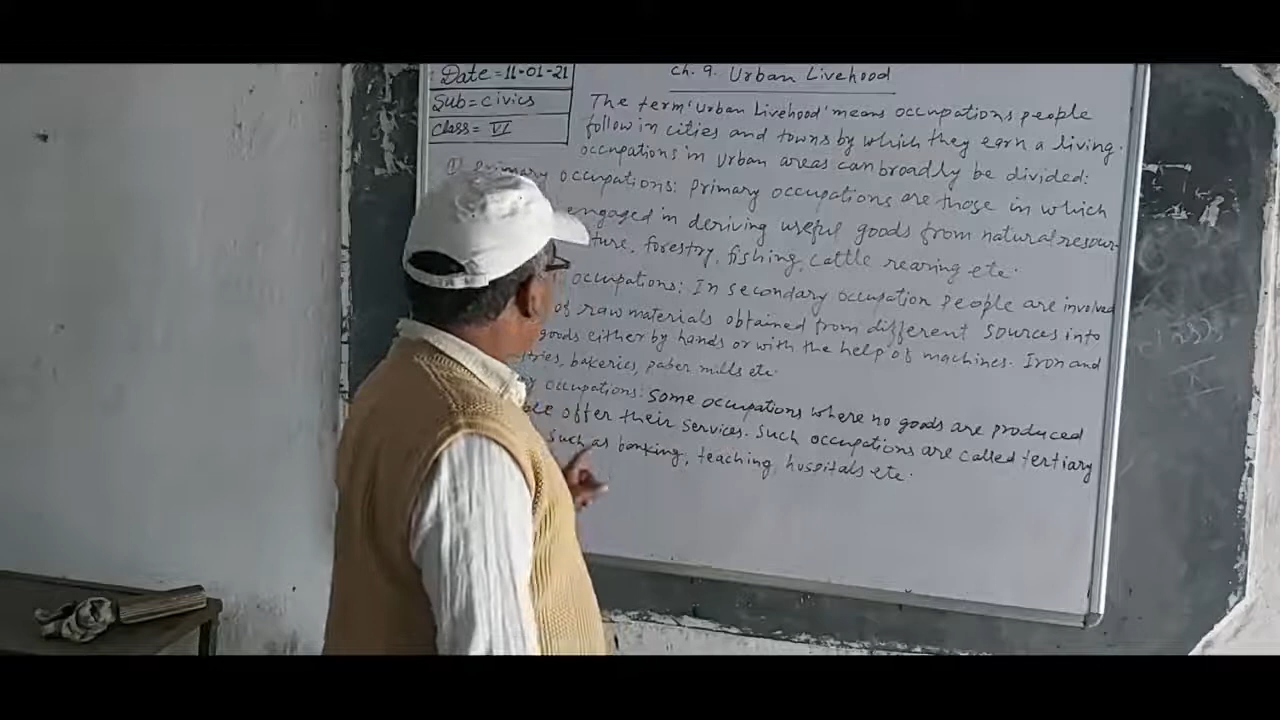 Date = 11-01-21
Sub = civics
Class = VI
Ch. 9. Urban Livehood
The term 'Urban Livehood' means occupations people
follow in cities and towns by which they earn a living.
occupations in urban areas can broadly be divided:
① Primary occupations: primary occupations are those in which
engaged in deriving useful goods from natural resour-
ture, forestry, fishing, cattle rearing etc.
occupations: In secondary occupation people are involved
of raw materials obtained from different sources into
goods either by hands or with the help of machines. Iron and
tries, bakeries, paber mills etc.
occupations: Some occupations where no goods are produced
offer their services. Such occupations are called tertiary
such as banking, teaching, hospitals etc.